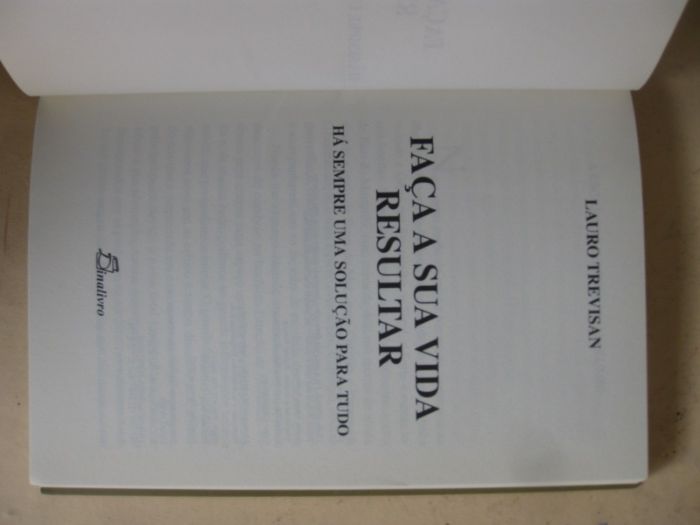 LAURO TREVISAN
FAÇA A SUA VIDA
RESULTAR
HÁ SEMPRE UMA SOLUÇÃO PARA TUDO
Dinalivro